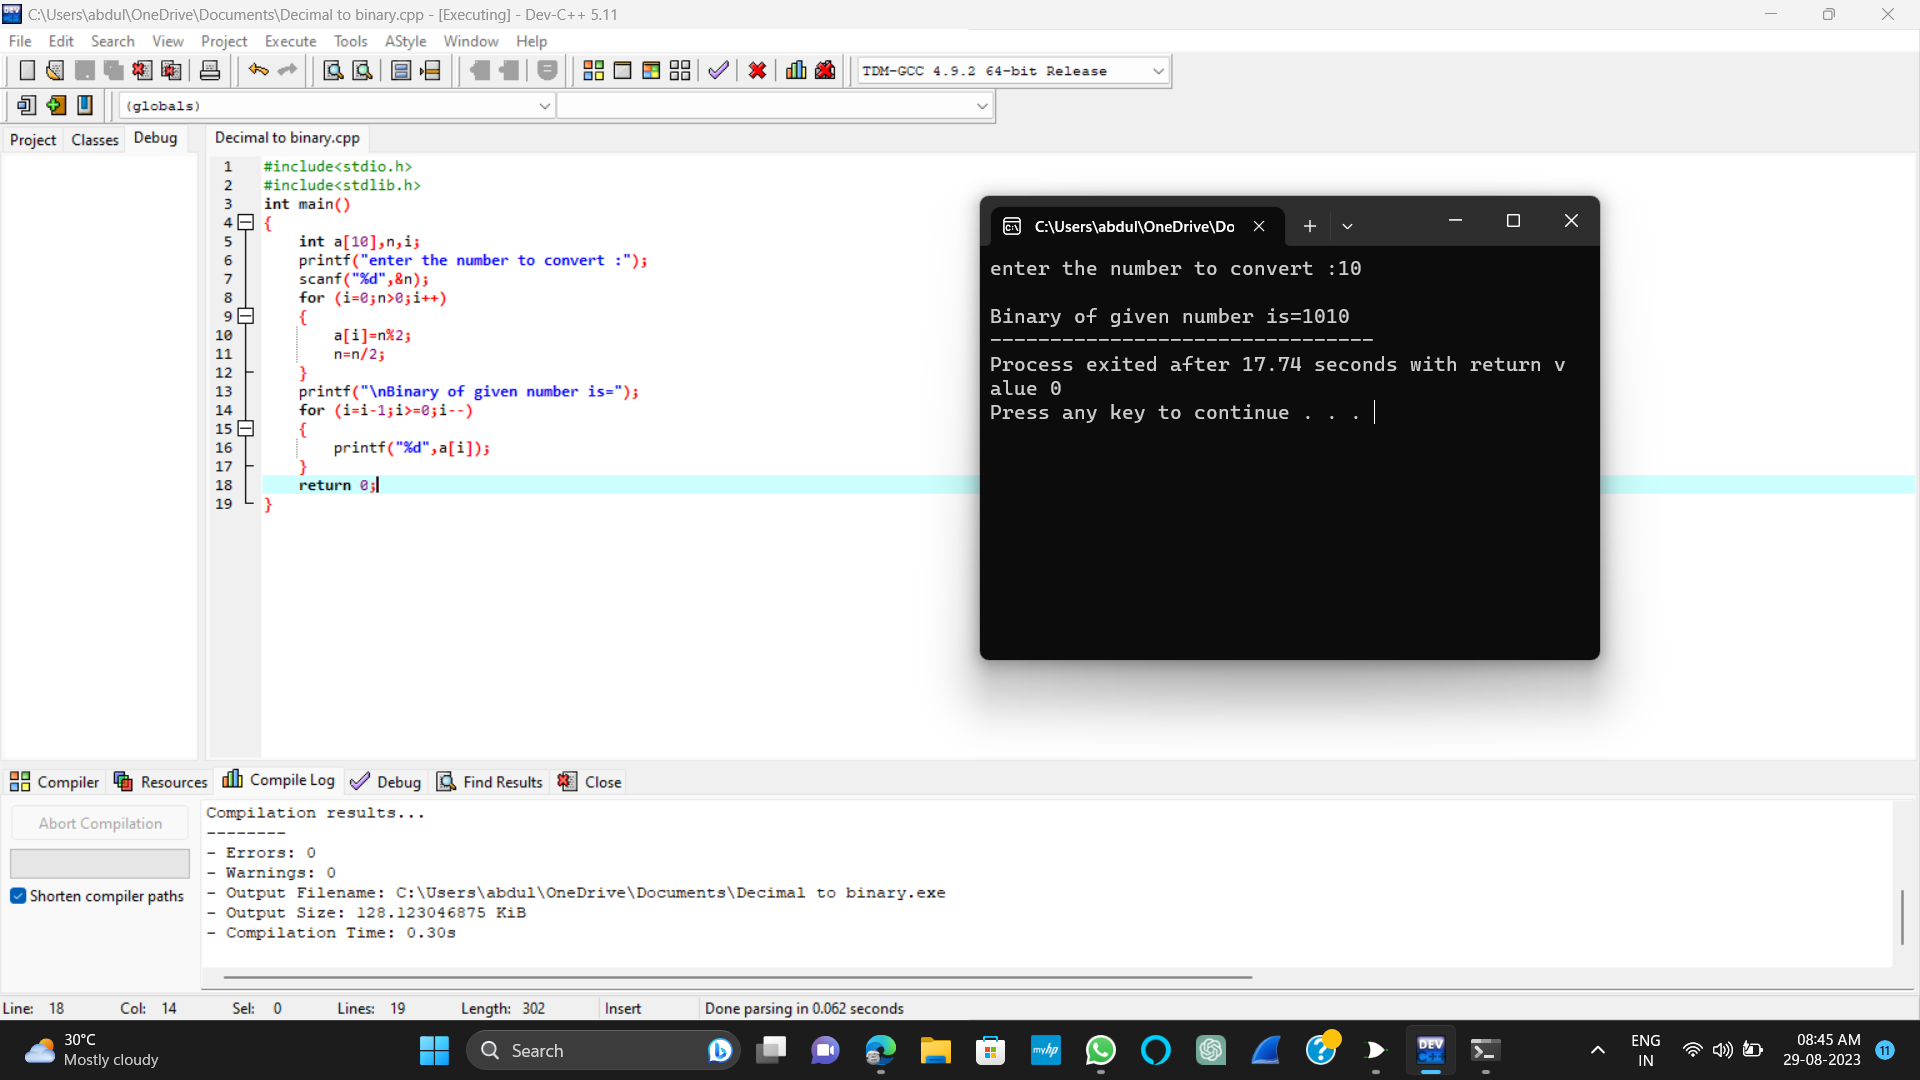 C:\Users\abdul\OneDrive\Documents\Decimal to binary.cpp - [Executing] - Dev-C++ 5.11
File Edit Search View Project Execute Tools AStyle Window Help
TDM-GCC 4.9.2 64-bit Release
(globals)
Project Classes Debug
Decimal to binary.cpp
1 #include<stdio.h>
2 #include<stdlib.h>
3 int main()
4 {
5 int a[10],n,i;
6 printf("enter the number to convert :");
7 scanf("%d",&n);
8 for (i=0;n>0;i++)
9 {
10 a[i]=n%2;
11 n=n/2;
12 }
13 printf("\nBinary of given number is=");
14 for (i=i-1;i>=0;i--)
15 {
16 printf("%d",a[i]);
17 }
18 return 0;
19 }
C:\Users\abdul\OneDrive\Do
enter the number to convert :10
Binary of given number is=1010
--------------------------------
Process exited after 17.74 seconds with return v
alue 0
Press any key to continue . . .
Compiler Resources Compile Log Debug Find Results Close
Abort Compilation
Shorten compiler paths
Compilation results...
--------
- Errors: 0
- Warnings: 0
- Output Filename: C:\Users\abdul\OneDrive\Documents\Decimal to binary.exe
- Output Size: 128.123046875 KiB
- Compilation Time: 0.30s
Line: 18 Col: 14 Sel: 0 Lines: 19 Length: 302 Insert Done parsing in 0.062 seconds
30°C
Mostly cloudy
Search
myhp
DEV
C++
ENG
IN
08:45 AM
29-08-2023
11